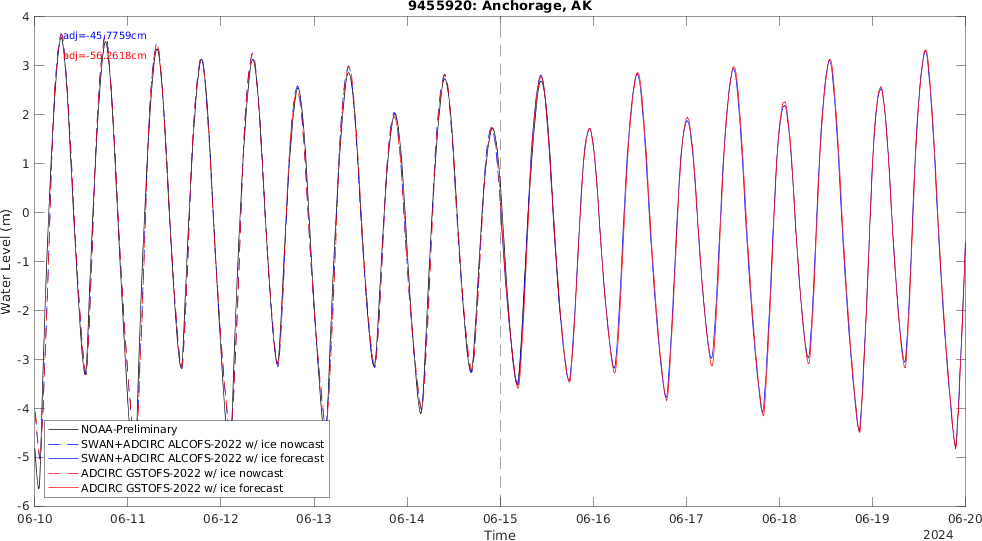 9455920: Anchorage, AK
adj=-45.7759cm
adj=-56.2618cm
Water Level (m)
4
3
2
1
0
-1
-2
-3
-4
-5
-6
NOAA-Preliminary
SWAN+ADCIRC ALCOFS-2022 w/ ice nowcast
SWAN+ADCIRC ALCOFS-2022 w/ ice forecast
ADCIRC GSTOFS-2022 w/ ice nowcast
ADCIRC GSTOFS-2022 w/ ice forecast
06-10 06-11 06-12 06-13 06-14 06-15 06-16 06-17 06-18 06-19 06-20
Time
2024